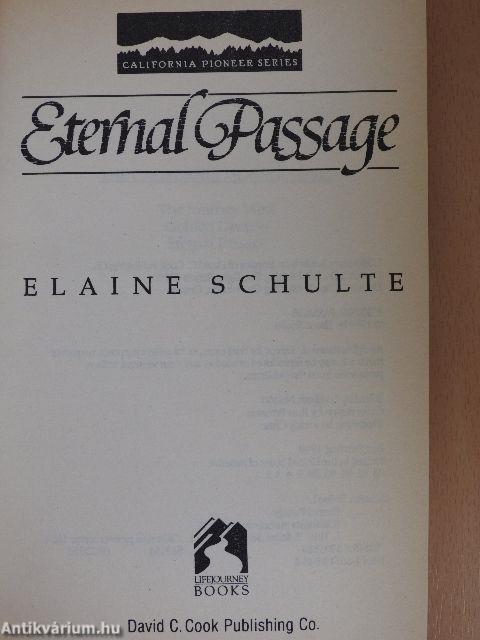 CALIFORNIA PIONEER SERIES
Eternal Passage
ELAINE SCHULTE
LIFEJOURNEY
BOOKS
David C. Cook Publishing Co.
Antikvárium.hu